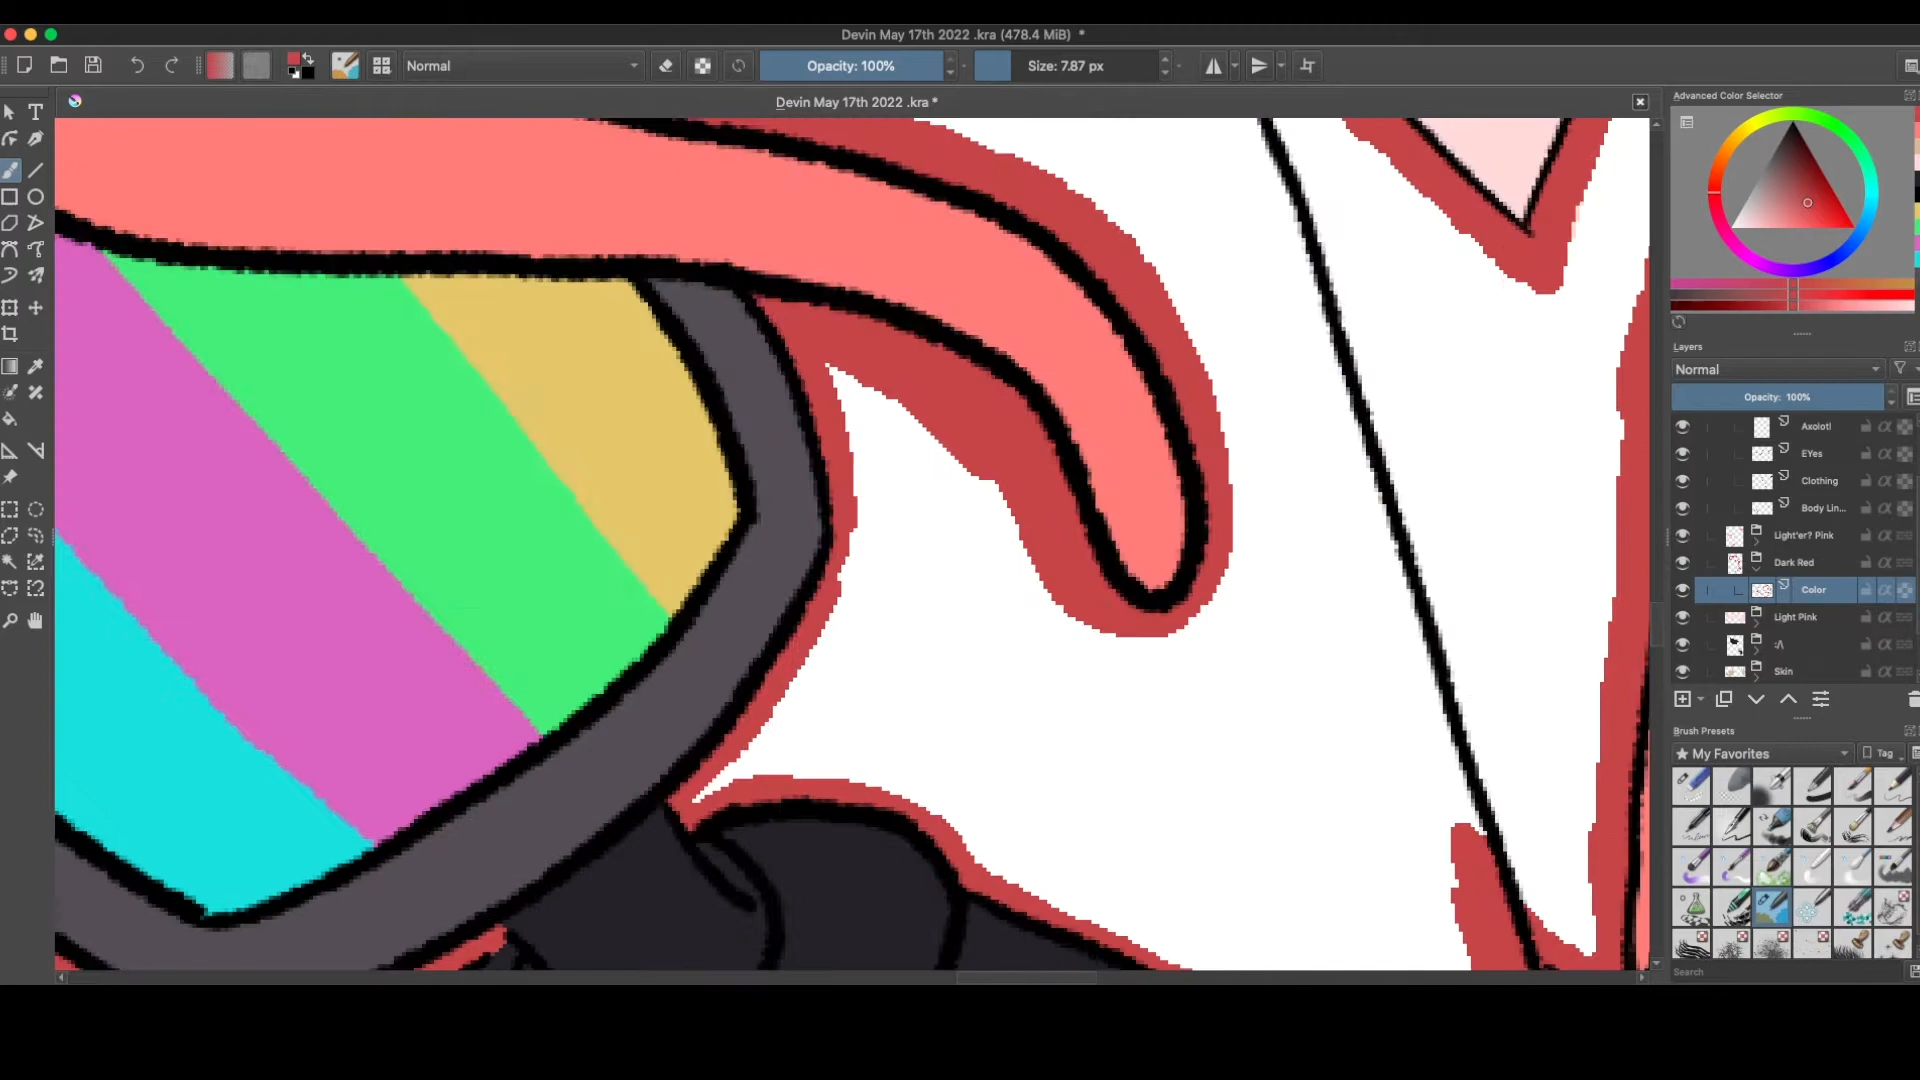 Devin May 17th 2022 .kra (478.4 MiB) *
Normal
Opacity: 100%
Size: 7.87 px
Devin May 17th 2022 .kra *
Advanced Color Selector
Layers
Normal
Opacity: 100%
Axolotl
EYes
Clothing
Body Lin...
Light'er? Pink
Dark Red
Color
Light Pink
:/\
Skin
Brush Presets
★ My Favorites
Tag
Search